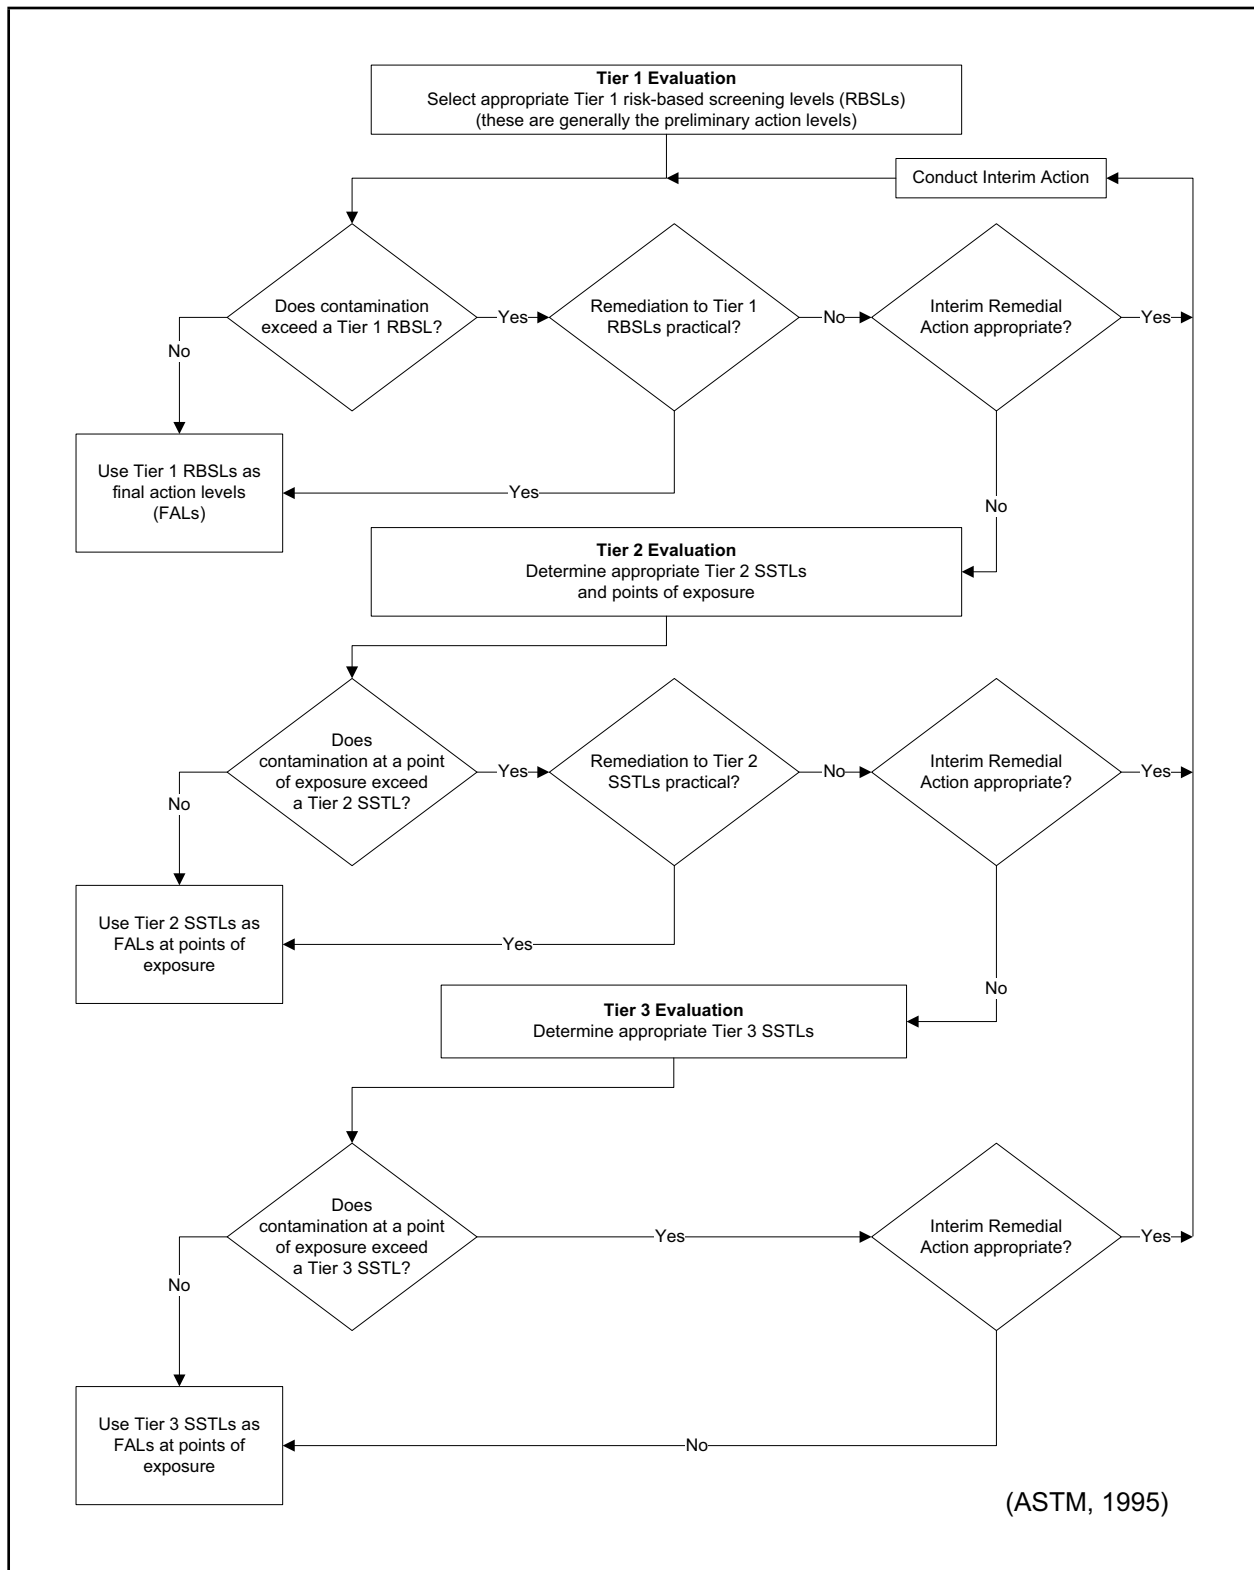 Tier 1 Evaluation
Select appropriate Tier 1 risk-based screening levels (RBSLs)
(these are generally the preliminary action levels)
Conduct Interim Action
Does contamination
exceed a Tier 1 RBSL?
Yes
Remediation to Tier 1
RBSLs practical?
No
Interim Remedial
Action appropriate?
Yes
No
Use Tier 1 RBSLs as
final action levels
(FALs)
Yes
No
Tier 2 Evaluation
Determine appropriate Tier 2 SSTLs
and points of exposure
Does
contamination at a point
of exposure exceed
a Tier 2 SSTL?
Yes
Remediation to Tier 2
SSTLs practical?
No
Interim Remedial
Action appropriate?
Yes
No
Use Tier 2 SSTLs as
FALs at points of
exposure
Yes
No
Tier 3 Evaluation
Determine appropriate Tier 3 SSTLs
Does
contamination at a point
of exposure exceed
a Tier 3 SSTL?
Yes
Interim Remedial
Action appropriate?
Yes
No
Use Tier 3 SSTLs as
FALs at points of
exposure
No
(ASTM, 1995)